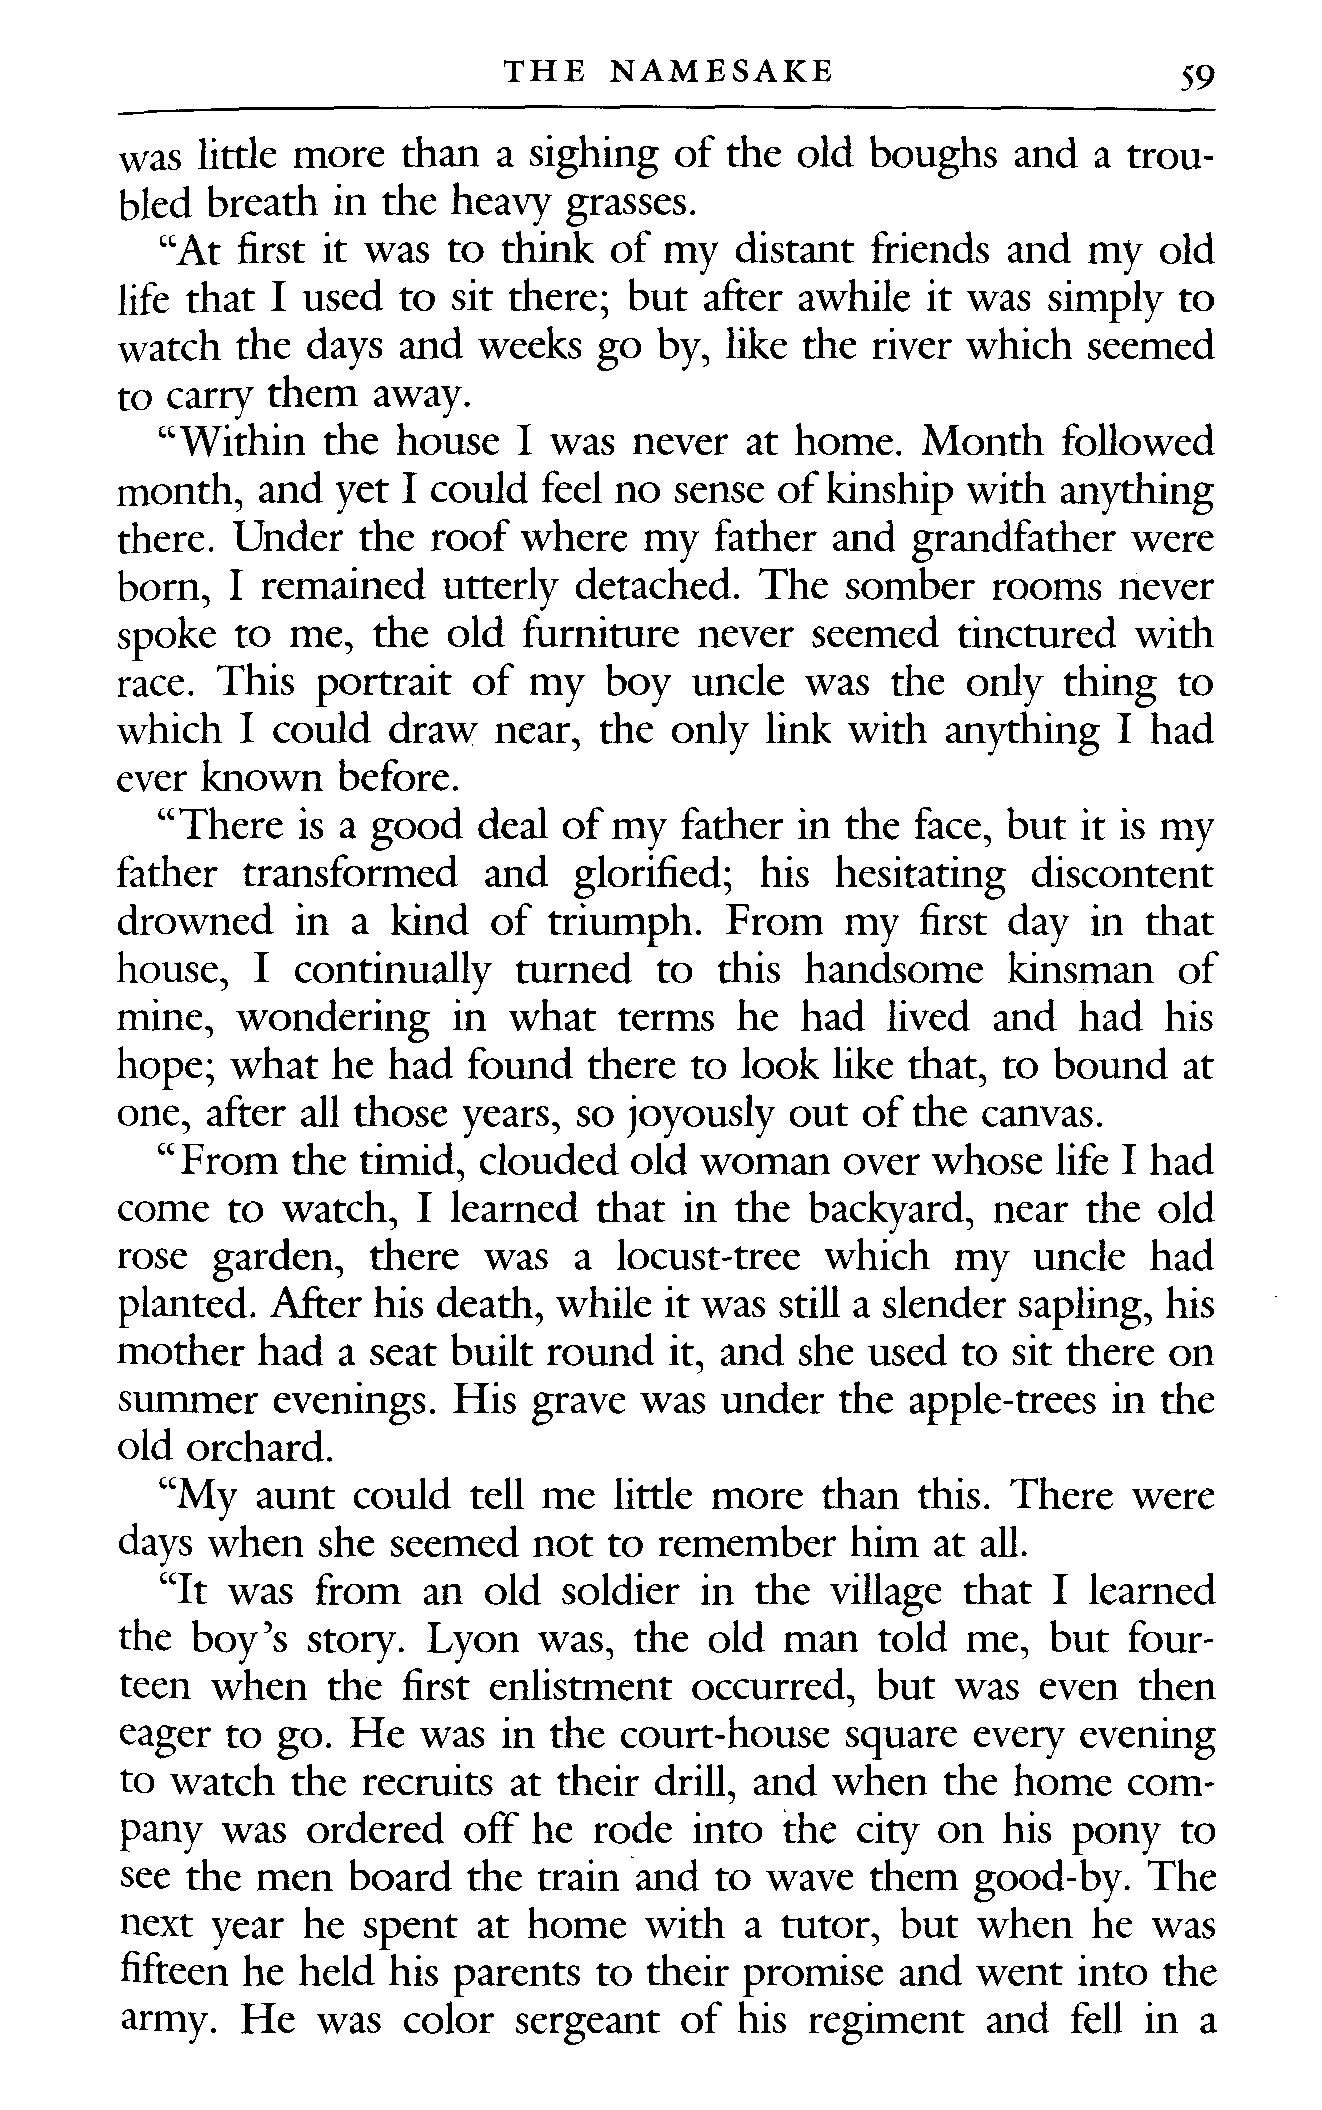 THE NAMESAKE 59
was little more than a sighing of the old boughs and a trou-
bled breath in the heavy grasses.
“At first it was to think of my distant friends and my old
life that I used to sit there; but after awhile it was simply to
watch the days and weeks go by, like the river which seemed
to carry them away.
“Within the house I was never at home. Month followed
month, and yet I could feel no sense of kinship with anything
there. Under the roof where my father and grandfather were
born, I remained utterly detached. The somber rooms never
spoke to me, the old furniture never seemed tinctured with
race. This portrait of my boy uncle was the only thing to
which I could draw near, the only link with anything I had
ever known before.
“There is a good deal of my father in the face, but it is my
father transformed and glorified; his hesitating discontent
drowned in a kind of triumph. From my first day in that
house, I continually turned to this handsome kinsman of
mine, wondering in what terms he had lived and had his
hope; what he had found there to look like that, to bound at
one, after all those years, so joyously out of the canvas.
“From the timid, clouded old woman over whose life I had
come to watch, I learned that in the backyard, near the old
rose garden, there was a locust-tree which my uncle had
planted. After his death, while it was still a slender sapling, his
mother had a seat built round it, and she used to sit there on
summer evenings. His grave was under the apple-trees in the
old orchard.
“My aunt could tell me little more than this. There were
days when she seemed not to remember him at all.
“It was from an old soldier in the village that I learned
the boy's story. Lyon was, the old man told me, but four-
teen when the first enlistment occurred, but was even then
eager to go. He was in the court-house square every evening
to watch the recruits at their drill, and when the home com-
pany was ordered off he rode into the city on his pony to
see the men board the train and to wave them good-by. The
next year he spent at home with a tutor, but when he was
fifteen he held his parents to their promise and went into the
army. He was color sergeant of his regiment and fell in a